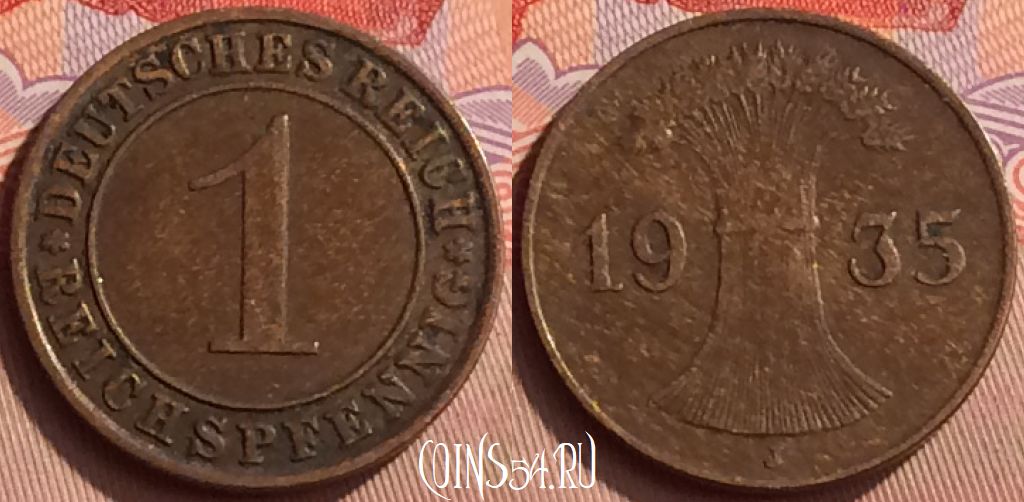 DEUTSCHES REICH
1
REICHSPFENNIG
19 35
J
COINS54.RU